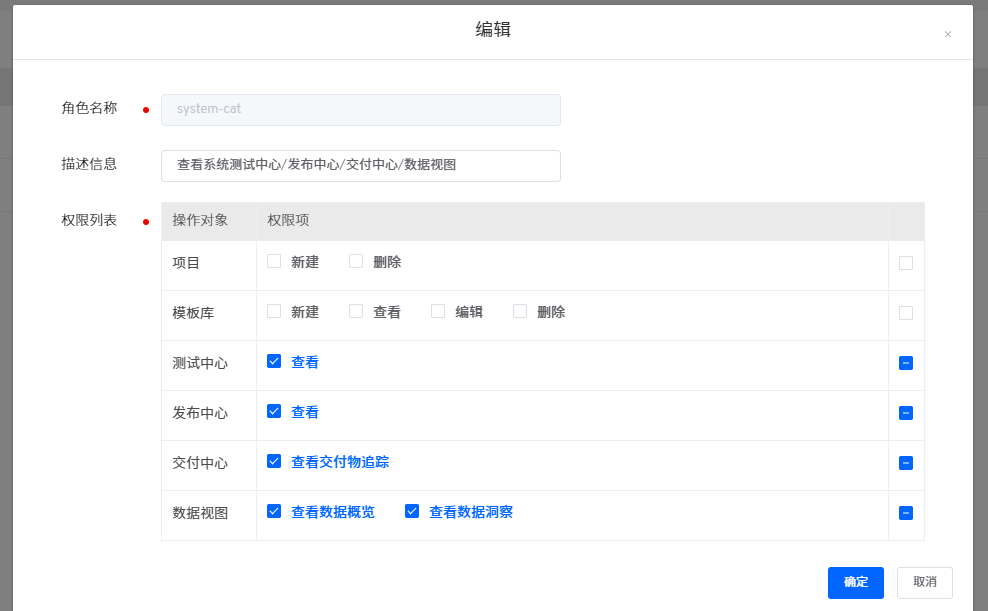 编辑
角色名称 system-cat
描述信息 查看系统测试中心/发布中心/交付中心/数据视图
权限列表 操作对象 权限项
项目 新建 删除
模板库 新建 查看 编辑 删除
测试中心 查看
发布中心 查看
交付中心 查看交付物追踪
数据视图 查看数据概览 查看数据洞察
确定 取消